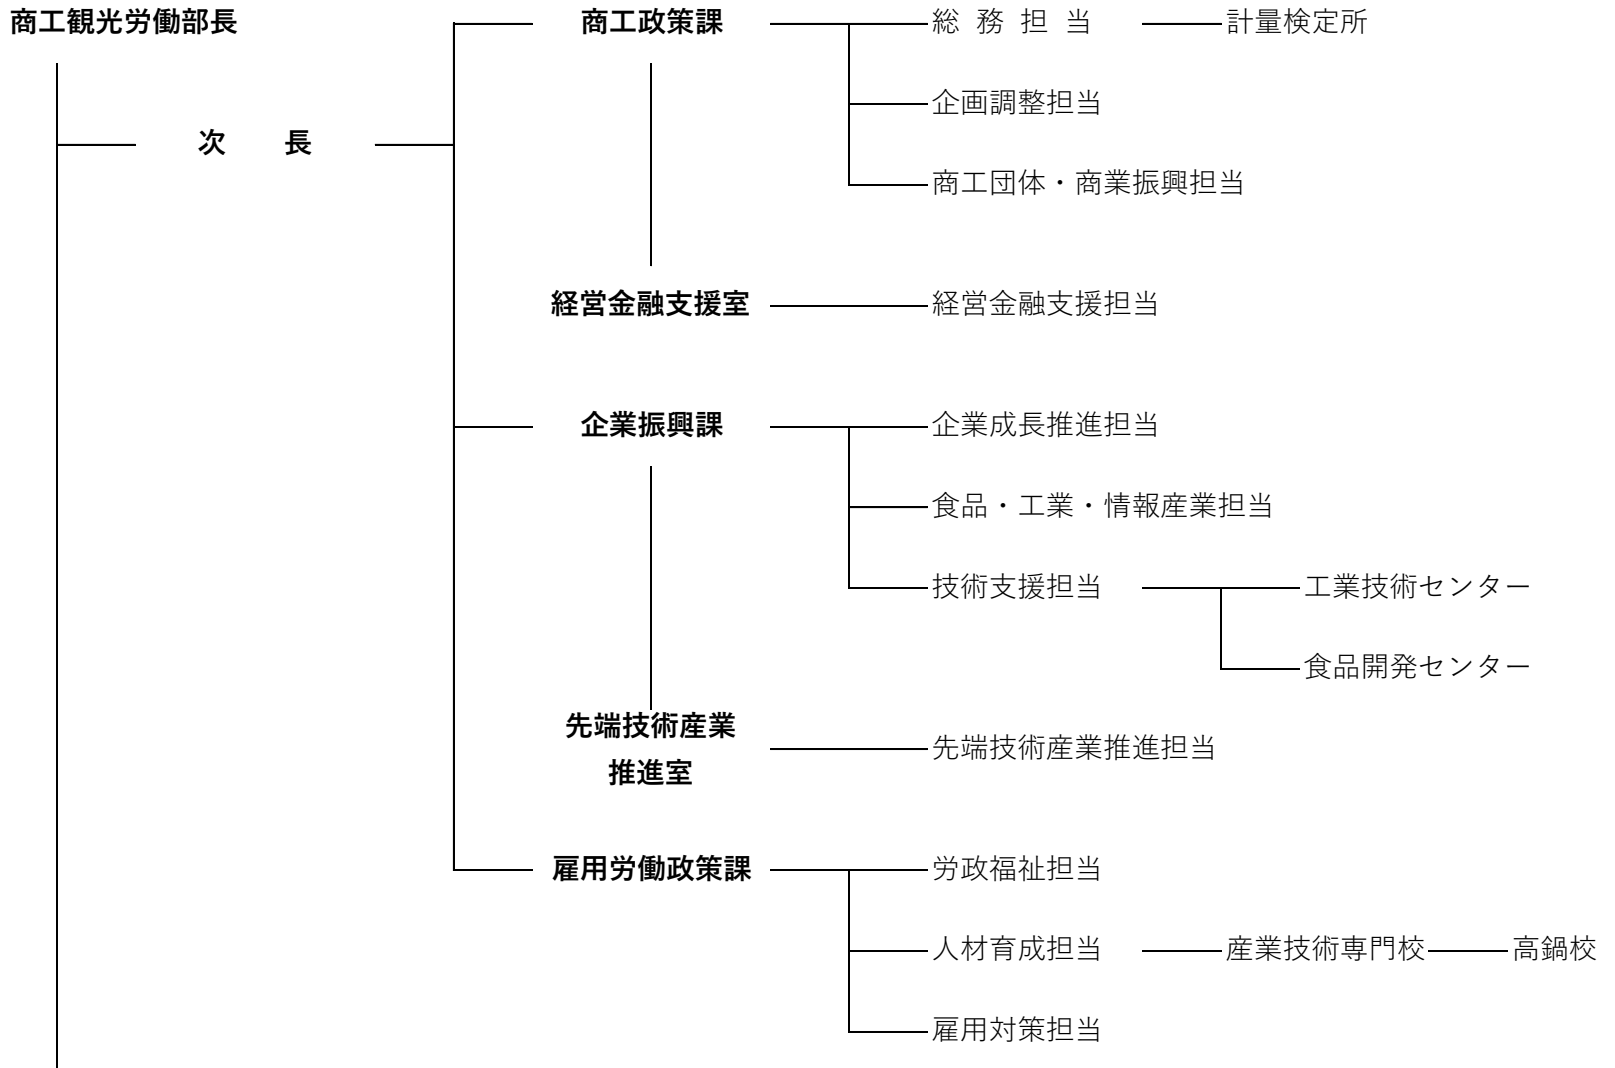 商工観光労働部長
商工政策課
総務担当
計量検定所
企画調整担当
次長
商工団体・商業振興担当
経営金融支援室
経営金融支援担当
企業振興課
企業成長推進担当
食品・工業・情報産業担当
技術支援担当
工業技術センター
食品開発センター
先端技術産業
推進室
先端技術産業推進担当
雇用労働政策課
労政福祉担当
人材育成担当
産業技術専門校
高鍋校
雇用対策担当